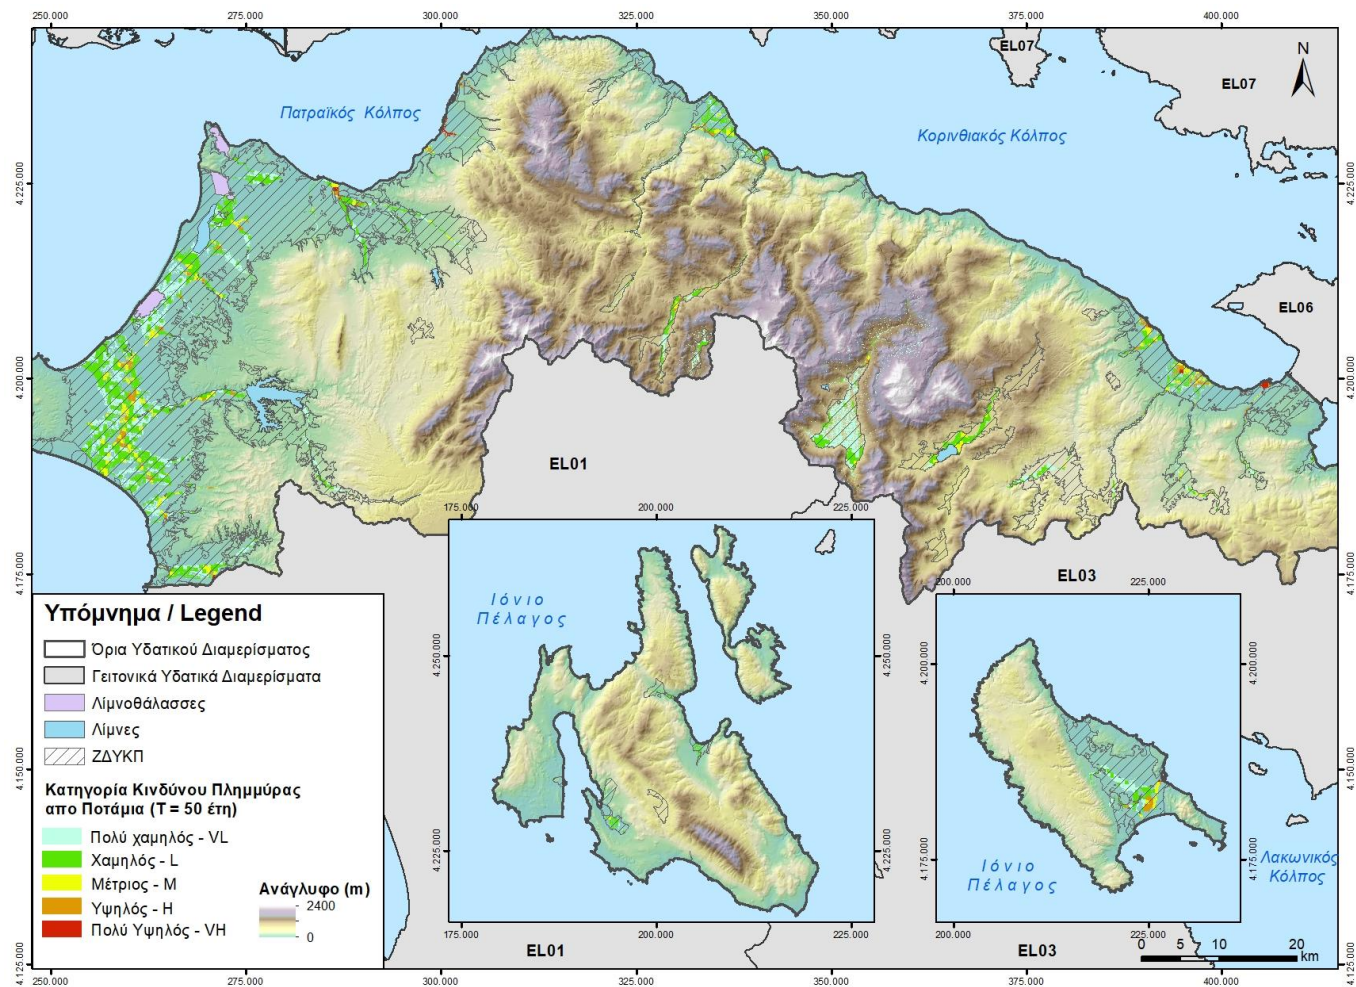 250.000 275.000 300.000 325.000 350.000 375.000 400.000
EL07
N
EL07
Πατραϊκός Κόλπος
Κορινθιακός Κόλπος
4.225.000 4.225.000
EL06
4.200.000 4.200.000
EL01
175.000 200.000 225.000
4.175.000 4.175.000
EL03
200.000 225.000
Υπόμνημα / Legend
Όρια Υδατικού Διαμερίσματος
Γειτονικά Υδατικά Διαμερίσματα
Λίμνοθάλασσες
Λίμνες
ΖΔΥΚΠ
Κατηγορία Κινδύνου Πλημμύρας
απο Ποτάμια (Τ = 50 έτη)
Πολύ χαμηλός - VL
Χαμηλός - L
Μέτριος - M
Υψηλός - H
Πολύ Υψηλός - VH
Ανάγλυφο (m)
2400
0
Ιόνιο
Πέλαγος
4.250.000 4.250.000
4.225.000 4.225.000
175.000 200.000 225.000
4.200.000 4.200.000
4.175.000 4.175.000
Ιόνιο
Πέλαγος
200.000 225.000
4.150.000 4.150.000
Λακωνικός
Κόλπος
EL01
EL03
0 5 10 20
km
4.125.000 4.125.000
250.000 275.000 300.000 325.000 350.000 375.000 400.000